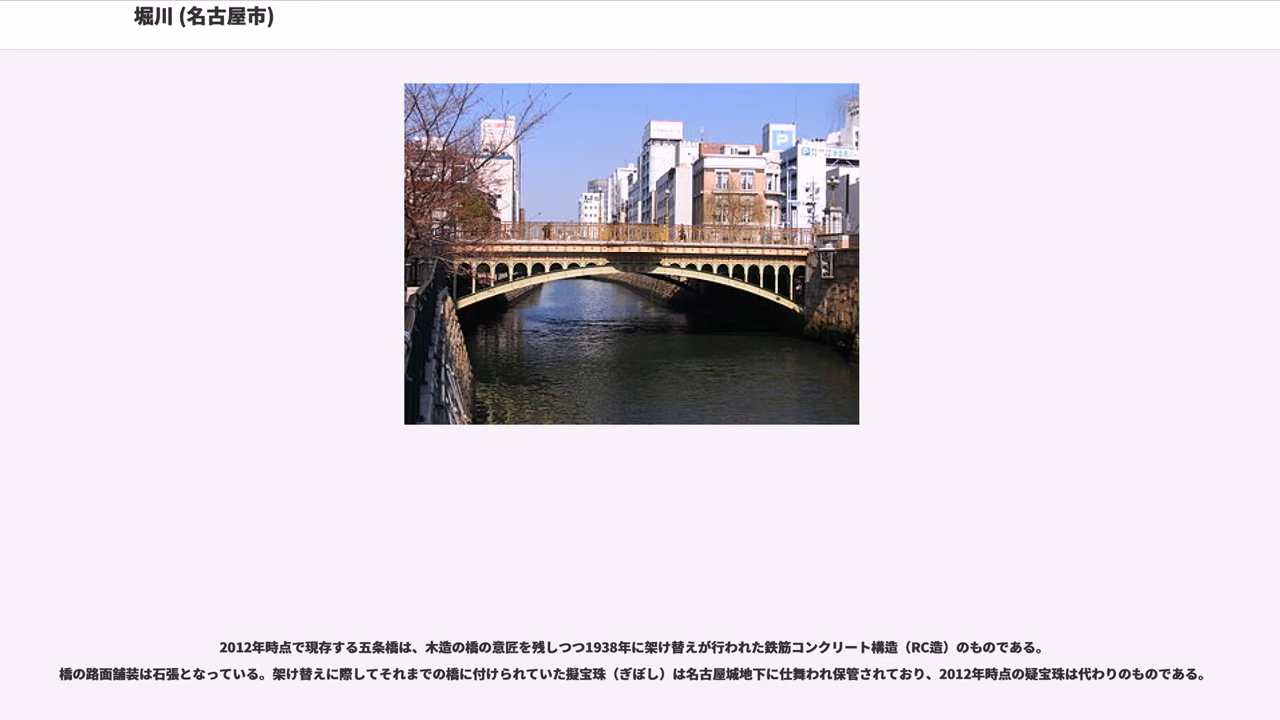 堀川 (名古屋市)
P
P
2012年時点で現存する五条橋は、木造の橋の意匠を残しつつ1938年に架け替えが行われた鉄筋コンクリート構造（RC造）のものである。
橋の路面舗装は石張となっている。架け替えに際してそれまでの橋に付けられていた擬宝珠（ぎぼし）は名古屋城地下に仕舞われ保管されており、2012年時点の疑宝珠は代わりのものである。